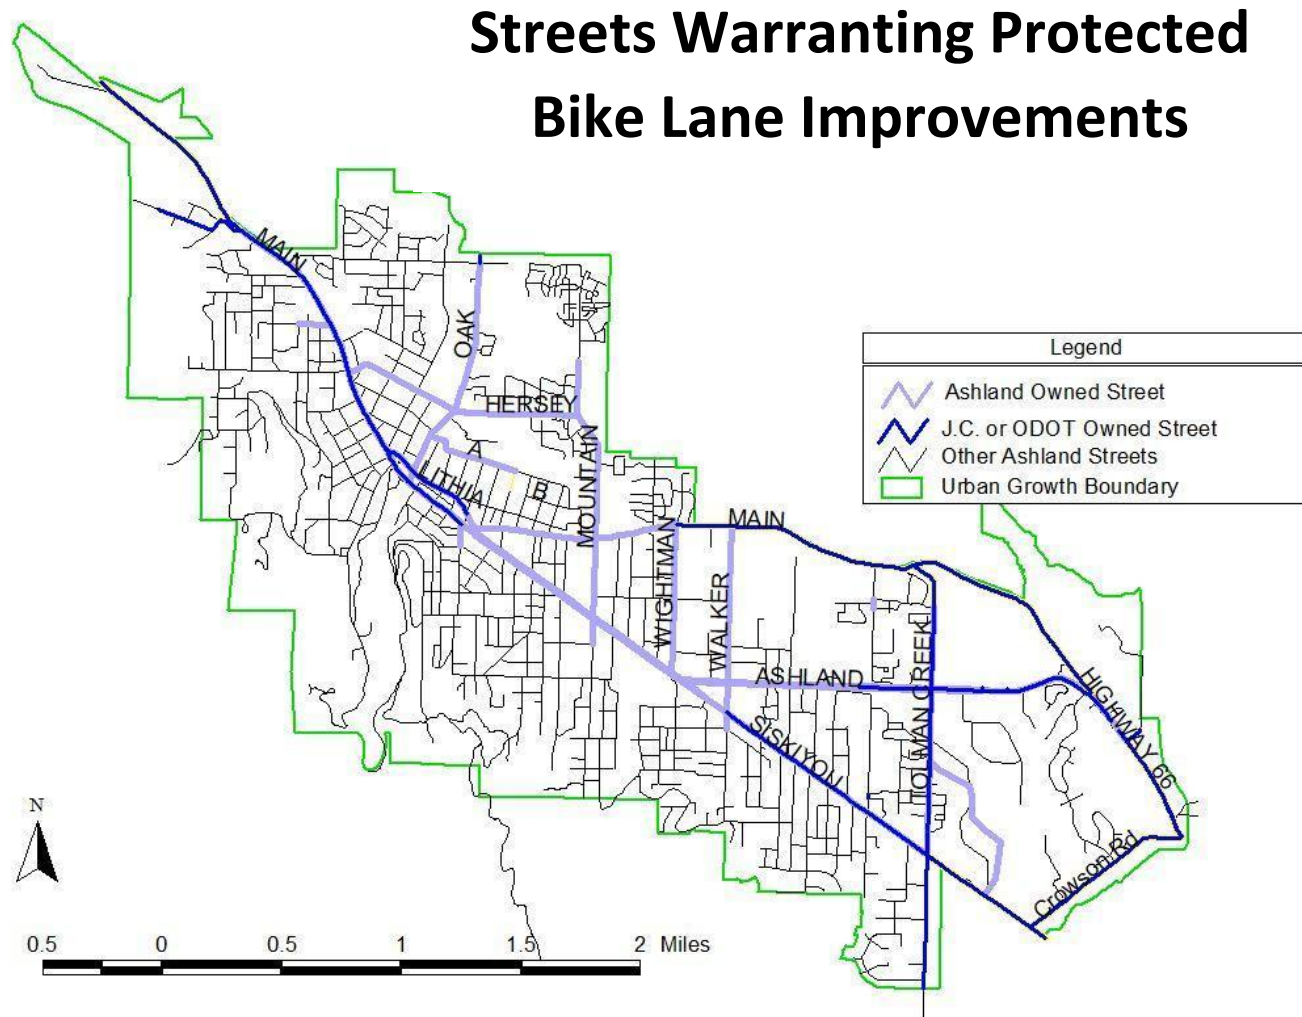 Streets Warranting Protected
Bike Lane Improvements
MAIN
OAK
HERSEY
A
LITHIA
B
MOUNTAIN
MAIN
WIGHTMAN
WALKER
ASHLAND
TOLMAN CREEK
SISKIYOU
HIGHWAY 66
Crowson Rd
Legend
Ashland Owned Street
J.C. or ODOT Owned Street
Other Ashland Streets
Urban Growth Boundary
N
0.5 0 0.5 1 1.5 2 Miles